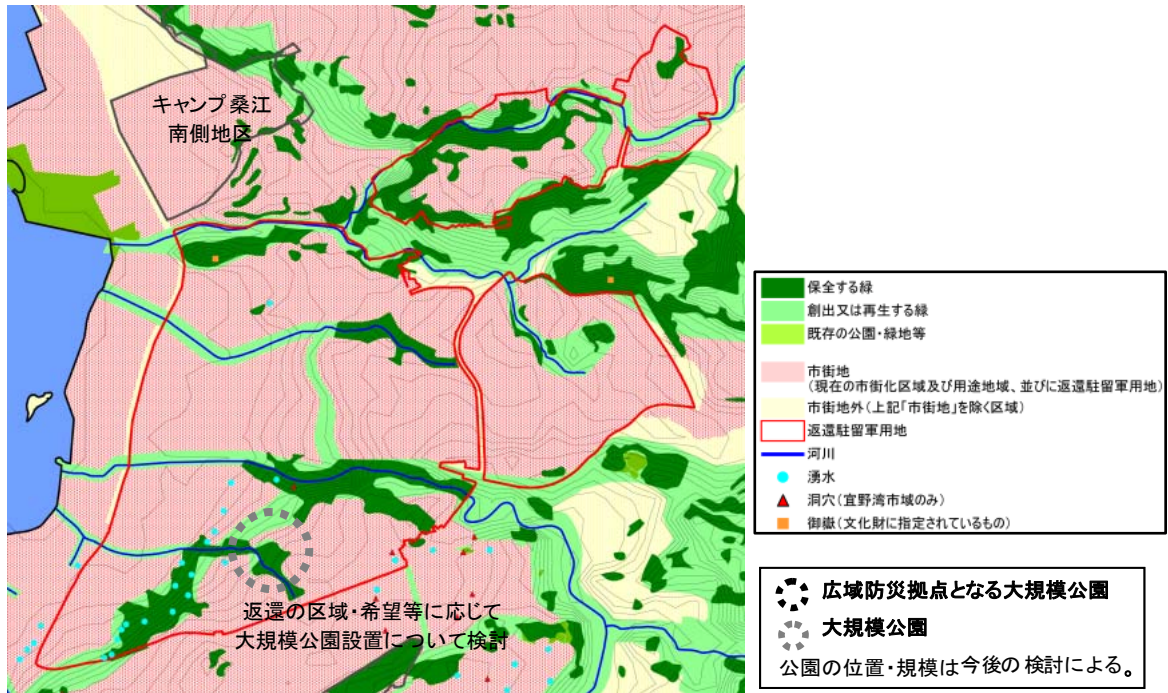 キャンプ桑江
南側地区
返還の区域・希望等に応じて
大規模公園設置について検討
保全する緑
創出又は再生する緑
既存の公園・緑地等
市街地
(現在の市街化区域及び用途地域、並びに返還駐留軍用地)
市街地外(上記「市街地」を除く区域)
返還駐留軍用地
河川
湧水
洞穴(宜野湾市域のみ)
御嶽(文化財に指定されているもの)
広域防災拠点となる大規模公園
大規模公園
公園の位置・規模は今後の検討による。